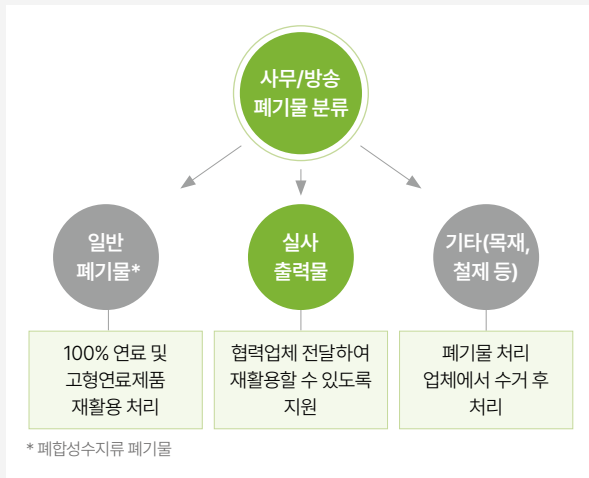 사무/방송
폐기물 분류
일반
폐기물*
실사
출력물
기타(목재,
철제 등)
100% 연료 및
고형연료제품
재활용 처리
협력업체 전달하여
재활용할 수 있도록
지원
폐기물 처리
업체에서 수거 후
처리
* 폐합성수지류 폐기물